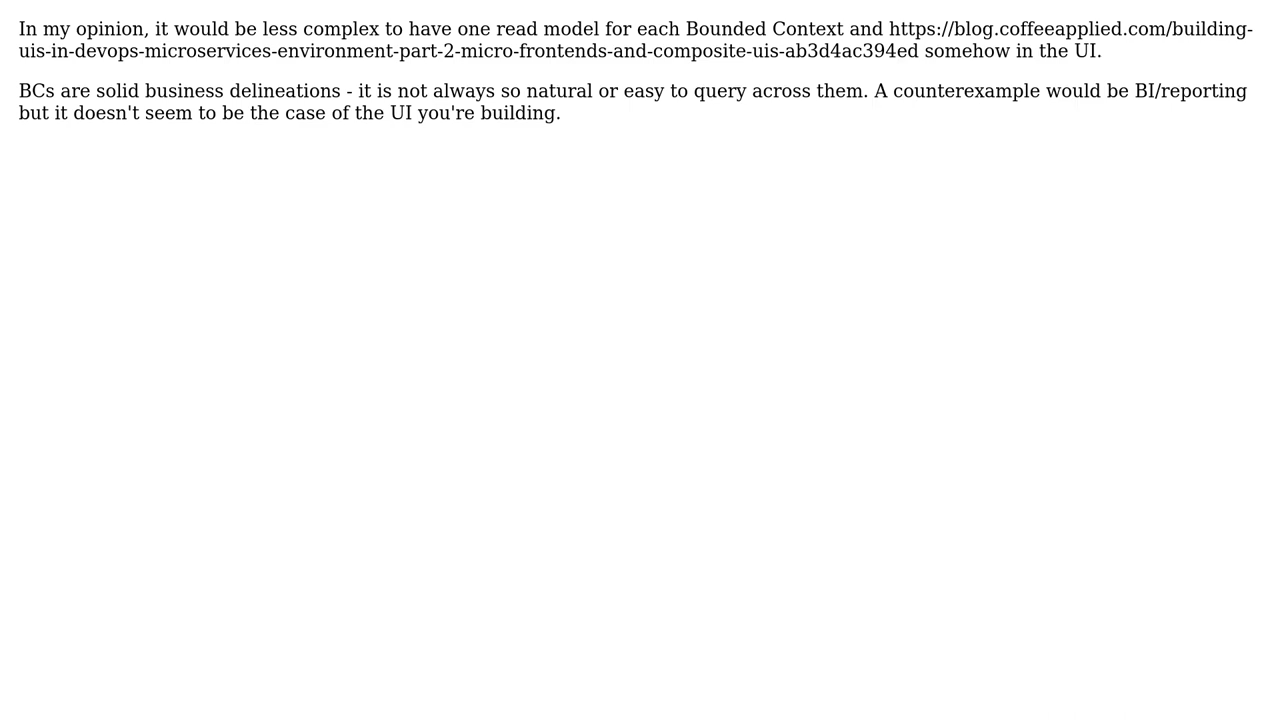 In my opinion, it would be less complex to have one read model for each Bounded Context and https://blog.coffeeapplied.com/building-
uis-in-devops-microservices-environment-part-2-micro-frontends-and-composite-uis-ab3d4ac394ed somehow in the UI.
BCs are solid business delineations - it is not always so natural or easy to query across them. A counterexample would be BI/reporting
but it doesn't seem to be the case of the UI you're building.